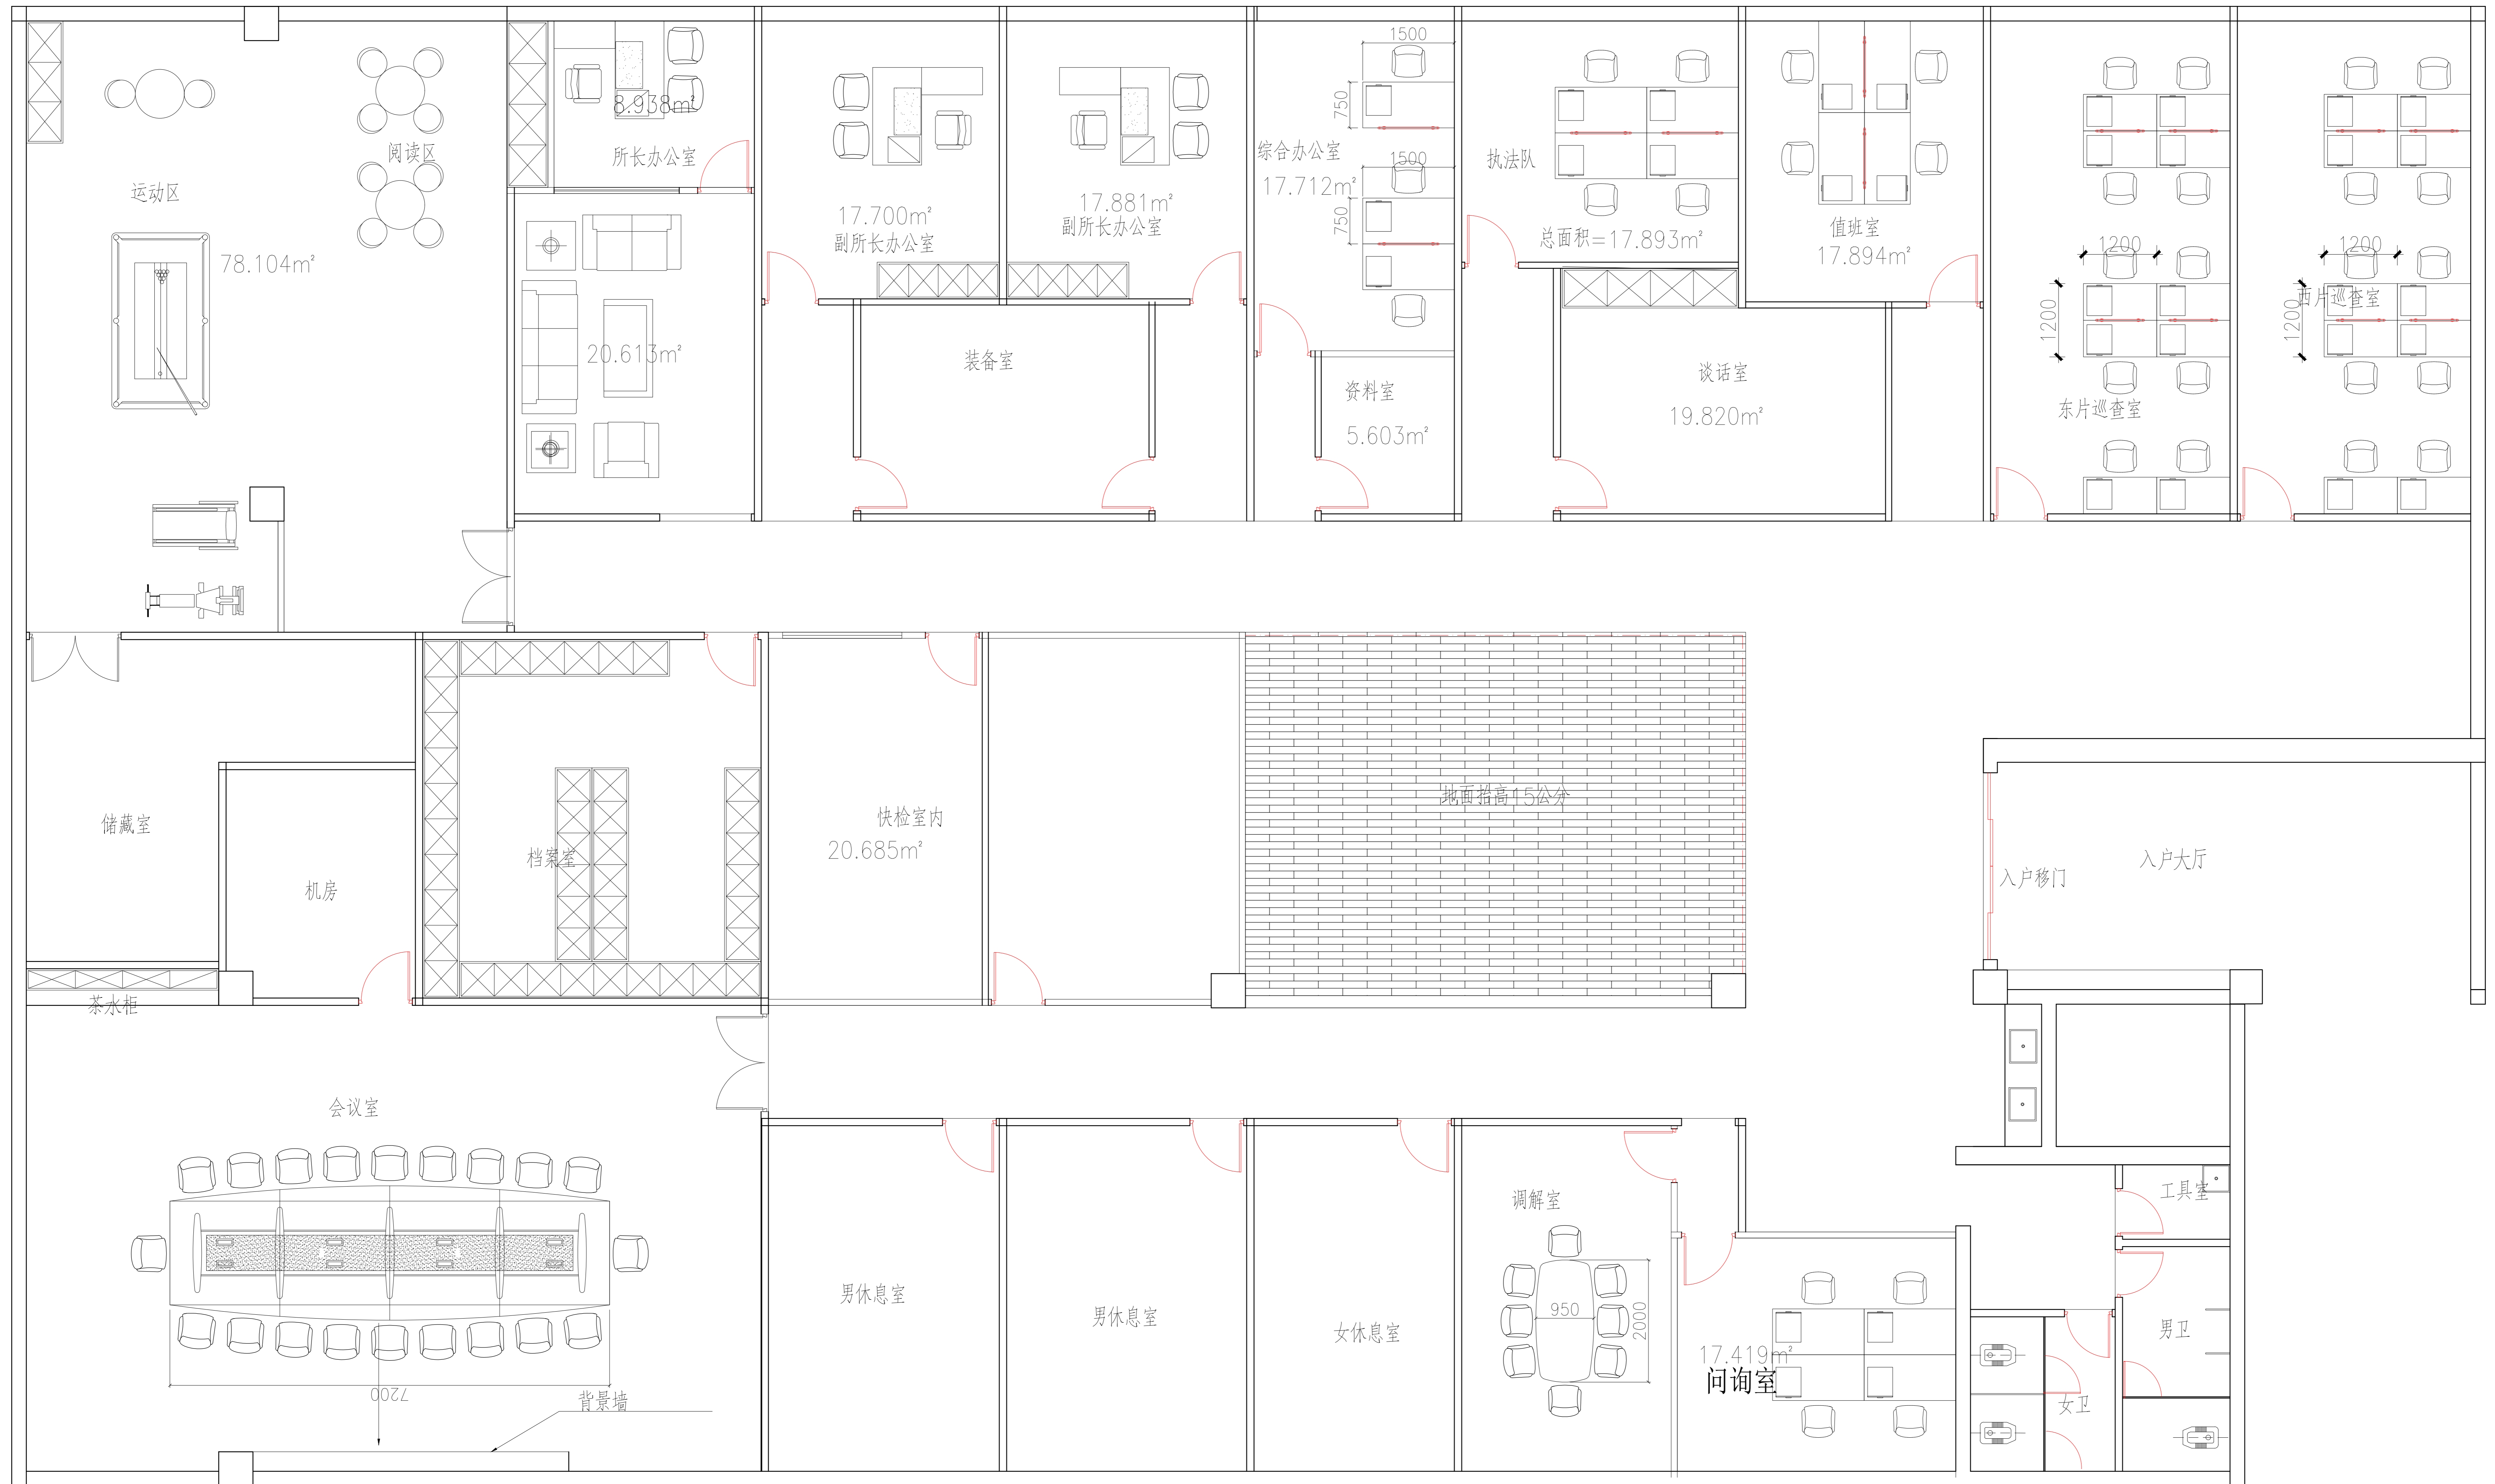 1500
8.938m²
750
所长办公室
阅读区
运动区
综合办公室
1500
执法队
17.712m²
17.700m²
副所长办公室
17.881m²
副所长办公室
750
总面积=17.893m²
值班室
17.894m²
1200
1200
78.104m²
西片巡查室
1200
1200
20.613m²
装备室
资料室
5.603m²
谈话室
19.820m²
东片巡查室
地面抬高15公分
储藏室
机房
档案室
快检室内
20.685m²
入户大厅
入户移门
茶水柜
会议室
调解室
工具室
男休息室
男休息室
女休息室
950
2000
男卫
17.419m²
问询室
女卫
7200
背景墙